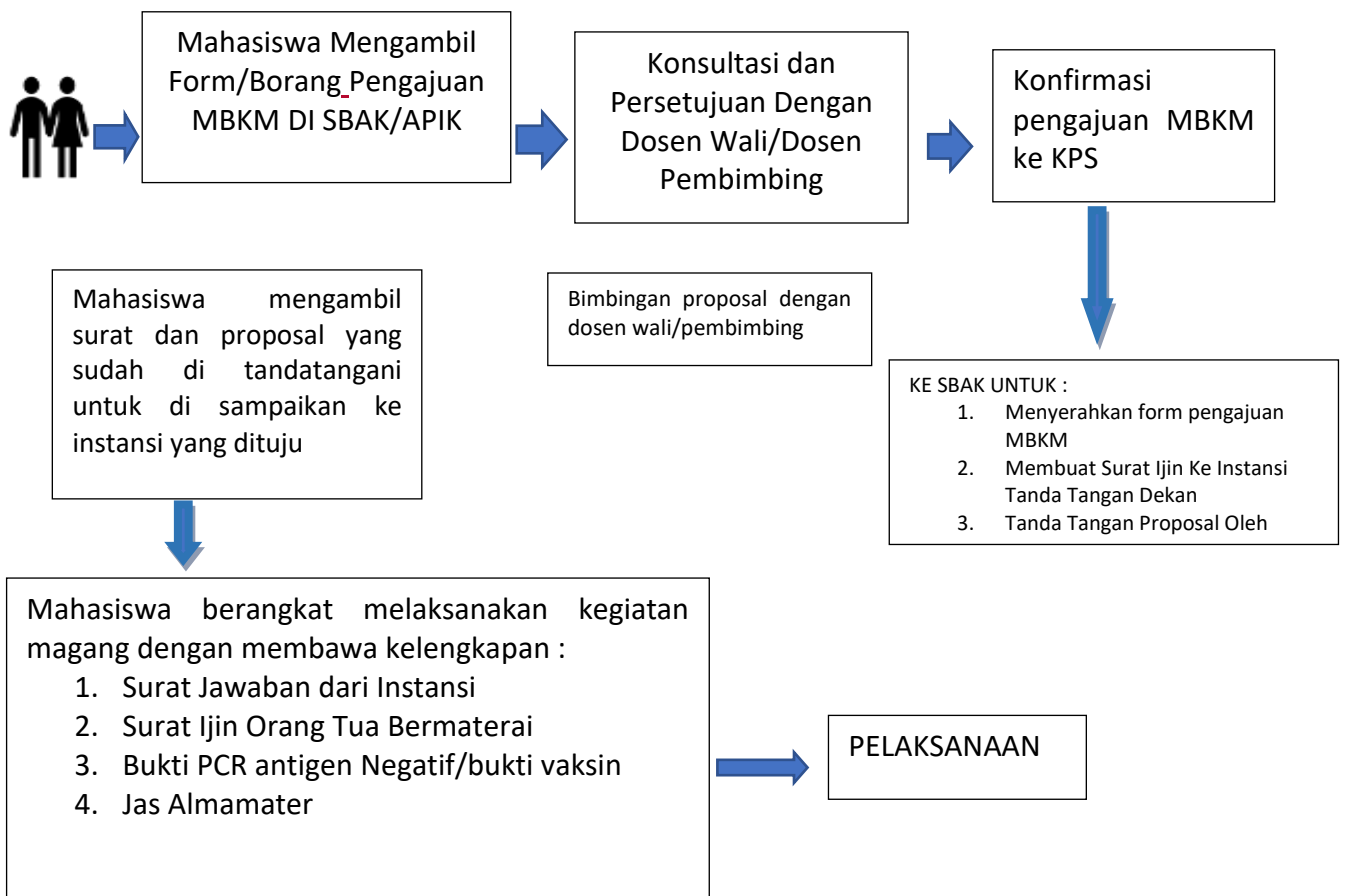 Mahasiswa Mengambil
Form/Borang Pengajuan
MBKM DI SBAK/APIK
Konsultasi dan
Persetujuan Dengan
Dosen Wali/Dosen
Pembimbing
Konfirmasi
pengajuan MBKM
ke KPS
Mahasiswa mengambil
surat dan proposal yang
sudah di tandatangani
untuk di sampaikan ke
instansi yang dituju
Bimbingan proposal dengan
dosen wali/pembimbing
KE SBAK UNTUK :
1. Menyerahkan form pengajuan
MBKM
2. Membuat Surat Ijin Ke Instansi
Tanda Tangan Dekan
3. Tanda Tangan Proposal Oleh
Mahasiswa berangkat melaksanakan kegiatan
magang dengan membawa kelengkapan :
1. Surat Jawaban dari Instansi
2. Surat Ijin Orang Tua Bermaterai
3. Bukti PCR antigen Negatif/bukti vaksin
4. Jas Almamater
PELAKSANAAN